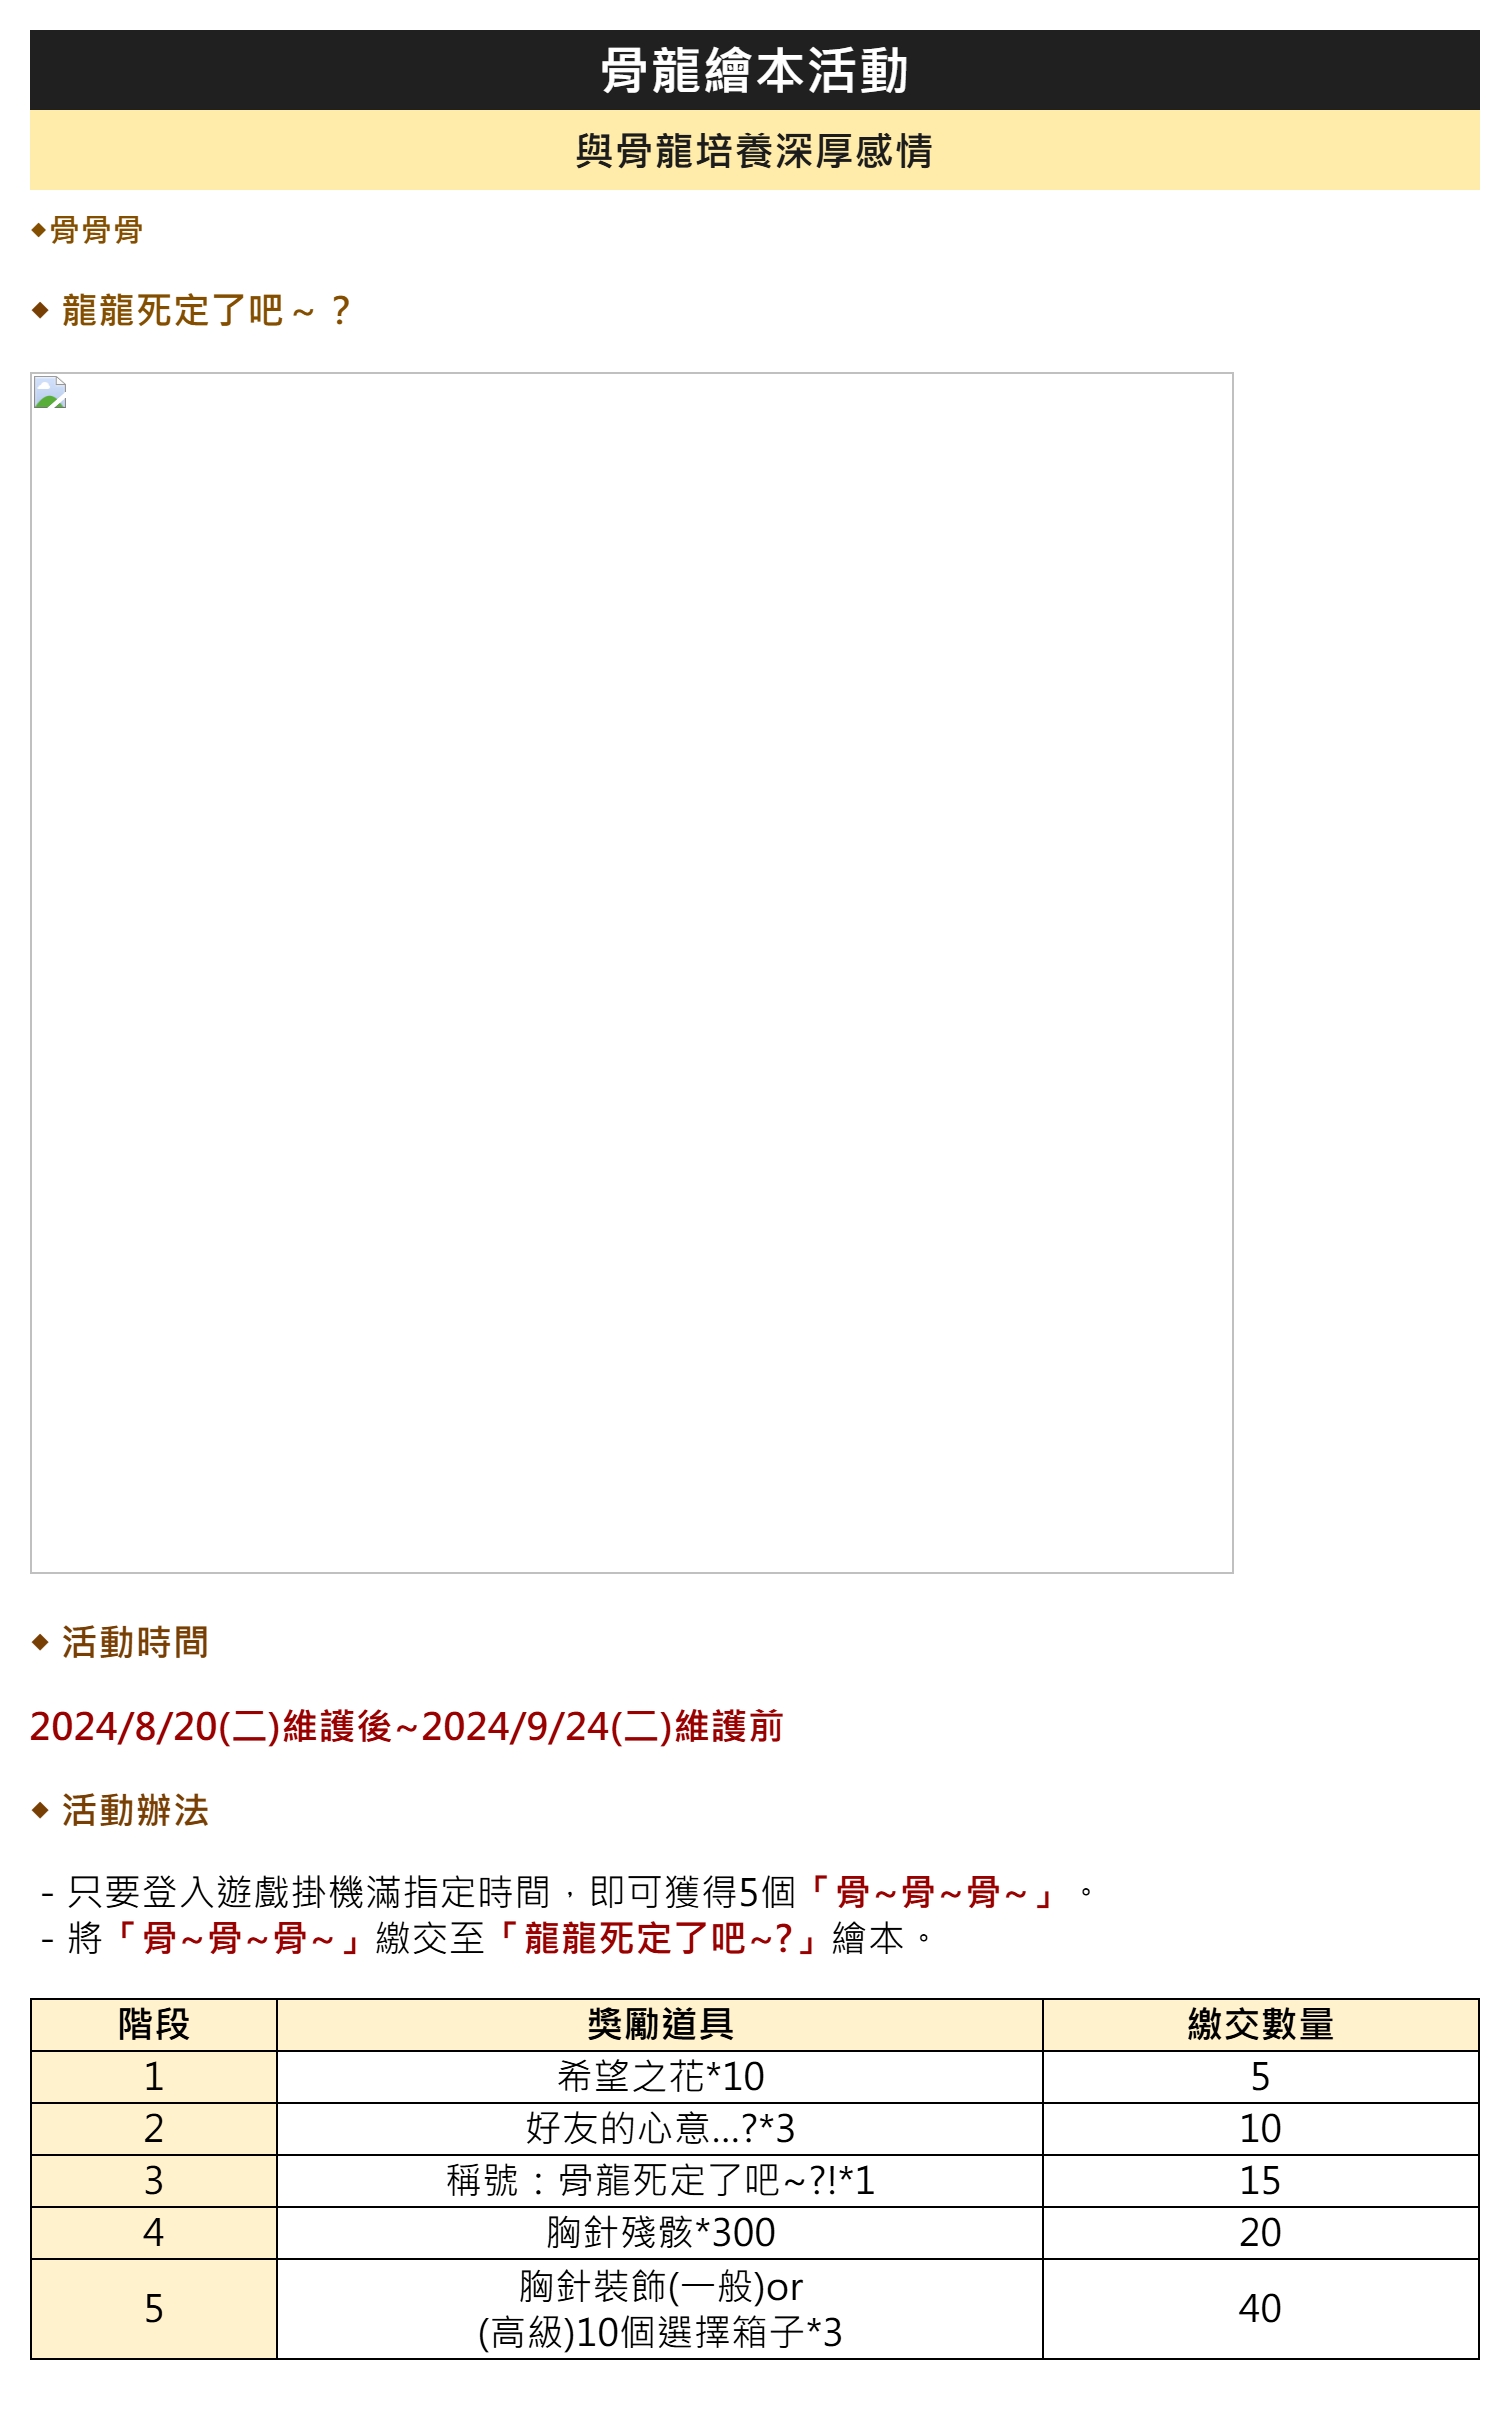 骨龍繪本活動
與骨龍培養深厚感情
◆骨骨骨
◆ 龍龍死定了吧～？
◆ 活動時間
2024/8/20(二)維護後~2024/9/24(二)維護前
◆ 活動辦法
- 只要登入遊戲掛機滿指定時間，即可獲得5個「骨~骨~骨~」。
- 將「骨~骨~骨~」繳交至「龍龍死定了吧~?」繪本。
階段 獎勵道具 繳交數量
1 希望之花*10 5
2 好友的心意...?*3 10
3 稱號：骨龍死定了吧~?!*1 15
4 胸針殘骸*300 20
5 胸針裝飾(一般)or
(高級)10個選擇箱子*3 40